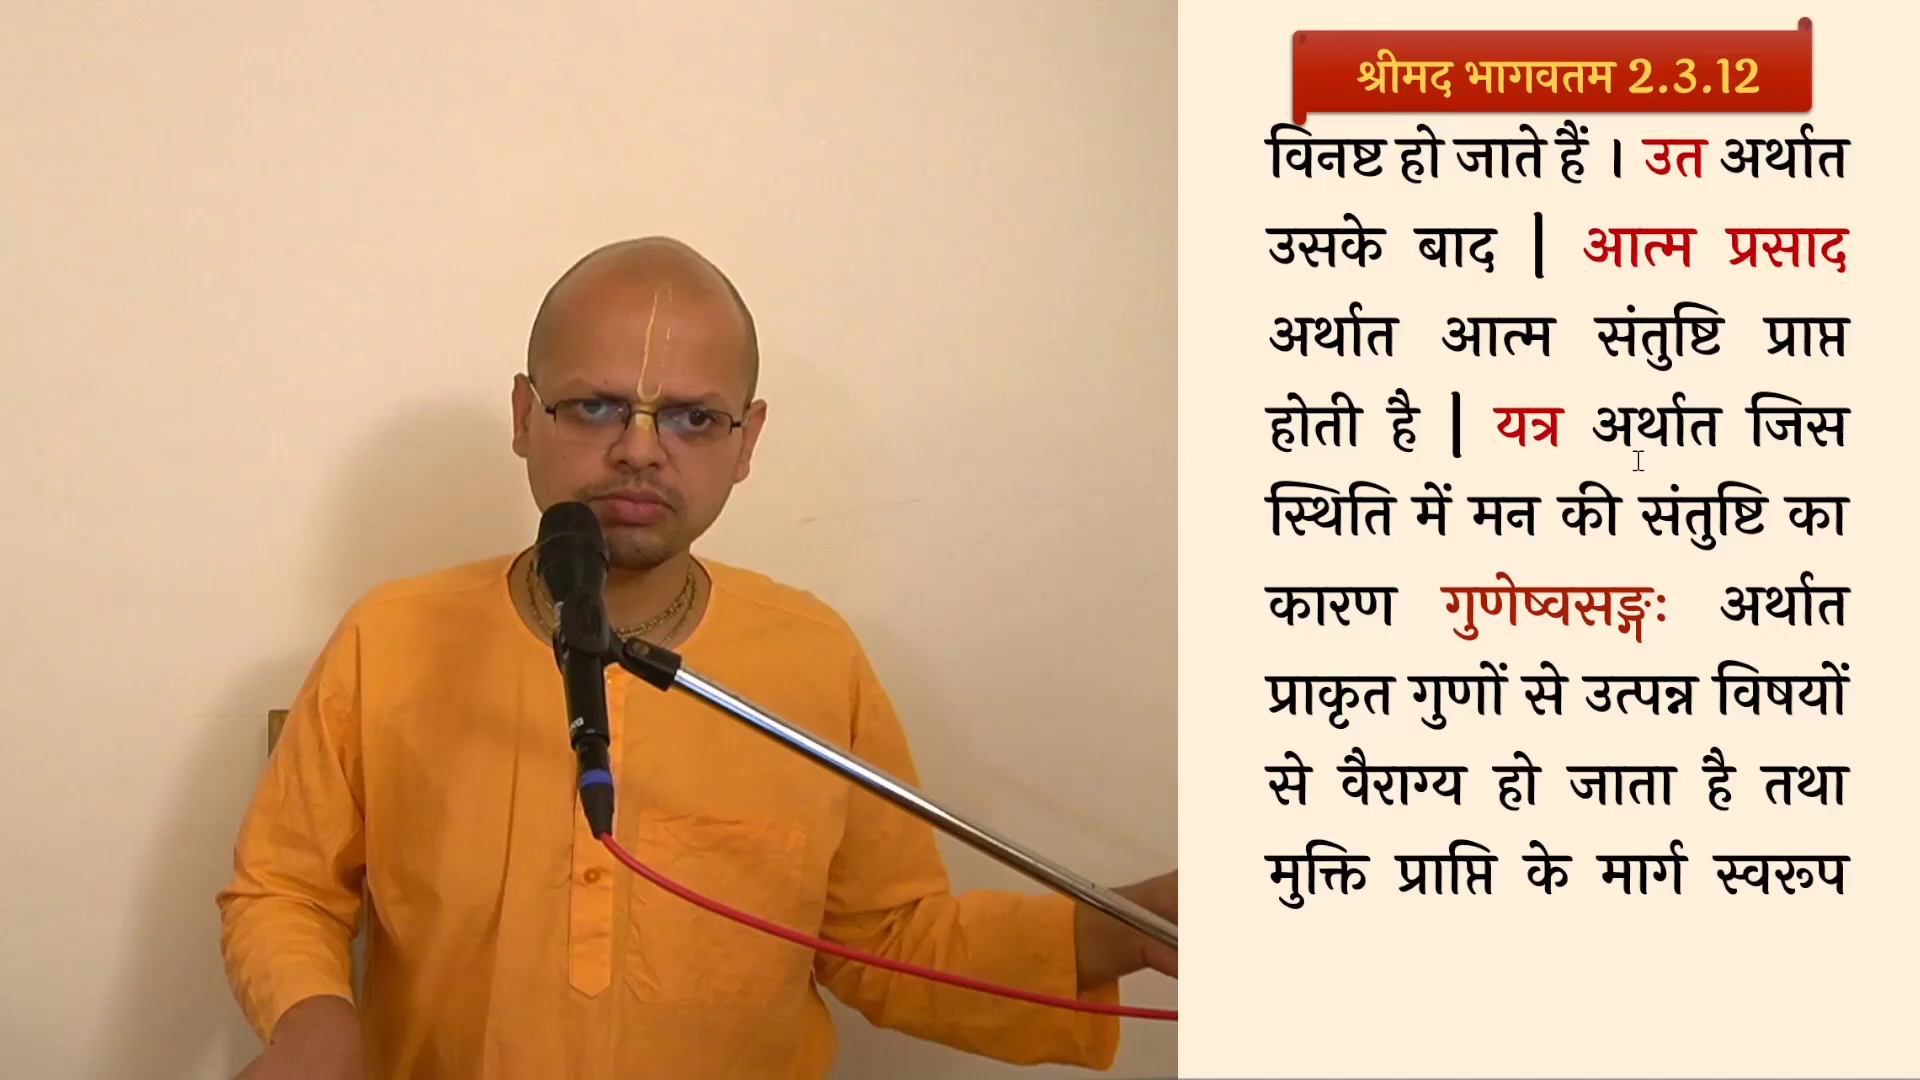 श्रीमद भागवतम 2.3.12
विनष्ट हो जाते हैं । उत अर्थात
उसके बाद | आत्म प्रसाद
अर्थात आत्म संतुष्टि प्राप्त
होती है | यत्र अर्थात जिस
स्थिति में मन की संतुष्टि का
कारण गुणेष्वसङ्गः अर्थात
प्राकृत गुणों से उत्पन्न विषयों
से वैराग्य हो जाता है तथा
मुक्ति प्राप्ति के मार्ग स्वरूप